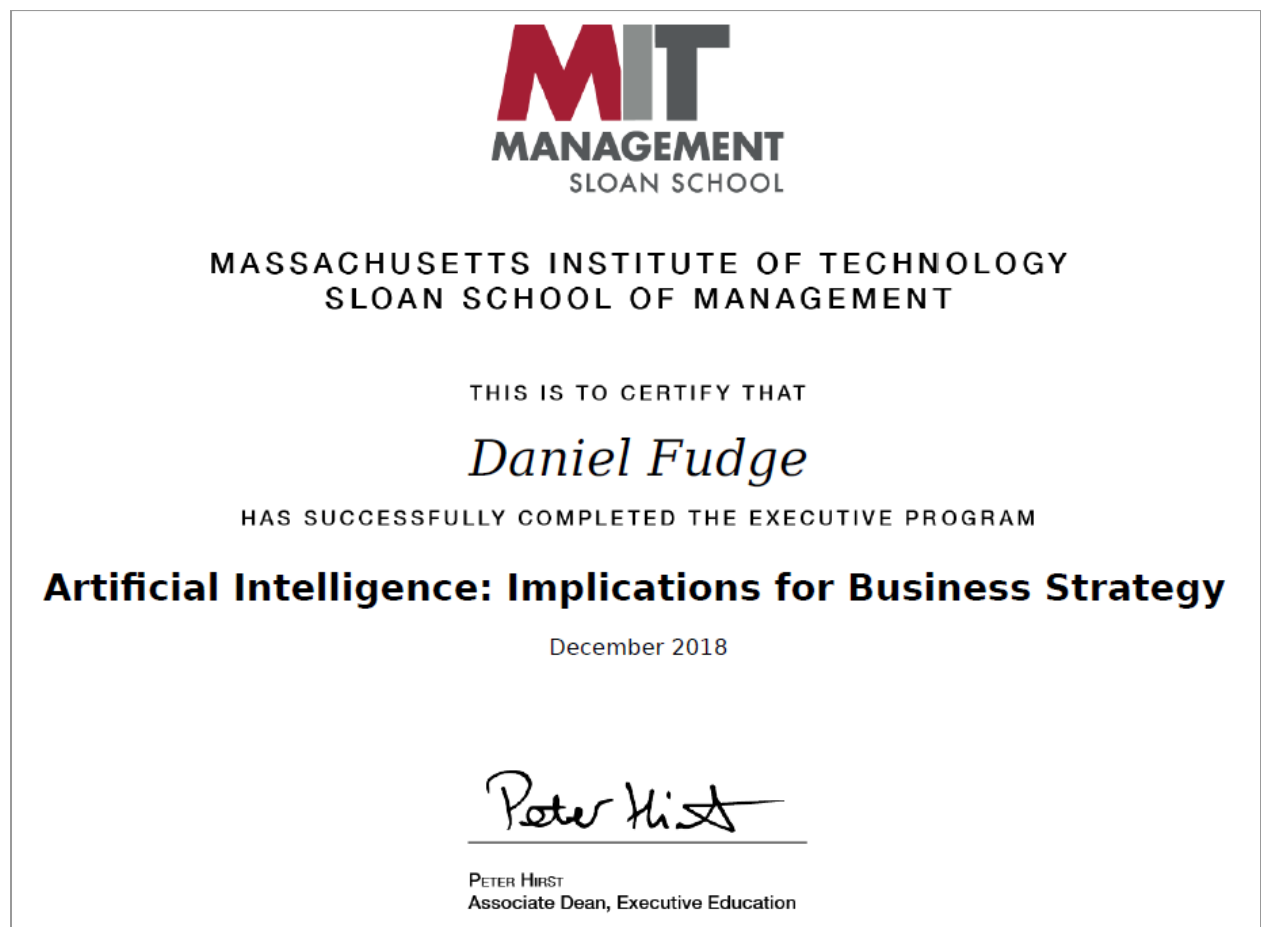 MIT
MANAGEMENT
SLOAN SCHOOL
MASSACHUSETTS INSTITUTE OF TECHNOLOGY
SLOAN SCHOOL OF MANAGEMENT
THIS IS TO CERTIFY THAT
Daniel Fudge
HAS SUCCESSFULLY COMPLETED THE EXECUTIVE PROGRAM
Artificial Intelligence: Implications for Business Strategy
December 2018
Peter Hirst
PETER HIRST
Associate Dean, Executive Education